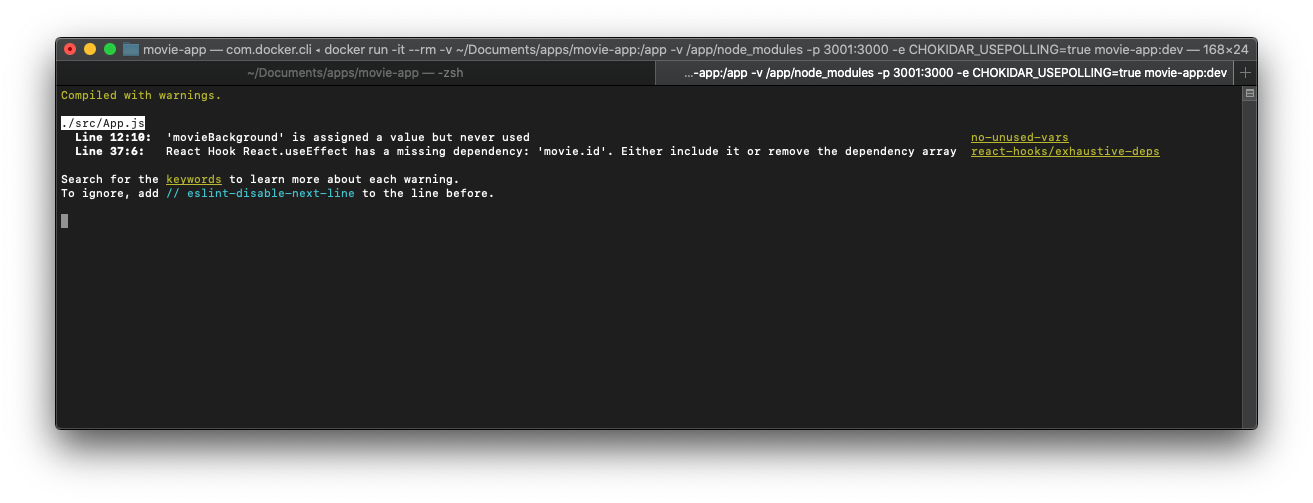 movie-app — com.docker.cli ◂ docker run -it --rm -v ~/Documents/apps/movie-app:/app -v /app/node_modules -p 3001:3000 -e CHOKIDAR_USEPOLLING=true movie-app:dev — 168×24
~/Documents/apps/movie-app — -zsh
...-app:/app -v /app/node_modules -p 3001:3000 -e CHOKIDAR_USEPOLLING=true movie-app:dev
Compiled with warnings.
./src/App.js
Line 12:10: 'movieBackground' is assigned a value but never used no-unused-vars
Line 37:6: React Hook React.useEffect has a missing dependency: 'movie.id'. Either include it or remove the dependency array react-hooks/exhaustive-deps
Search for the keywords to learn more about each warning.
To ignore, add // eslint-disable-next-line to the line before.